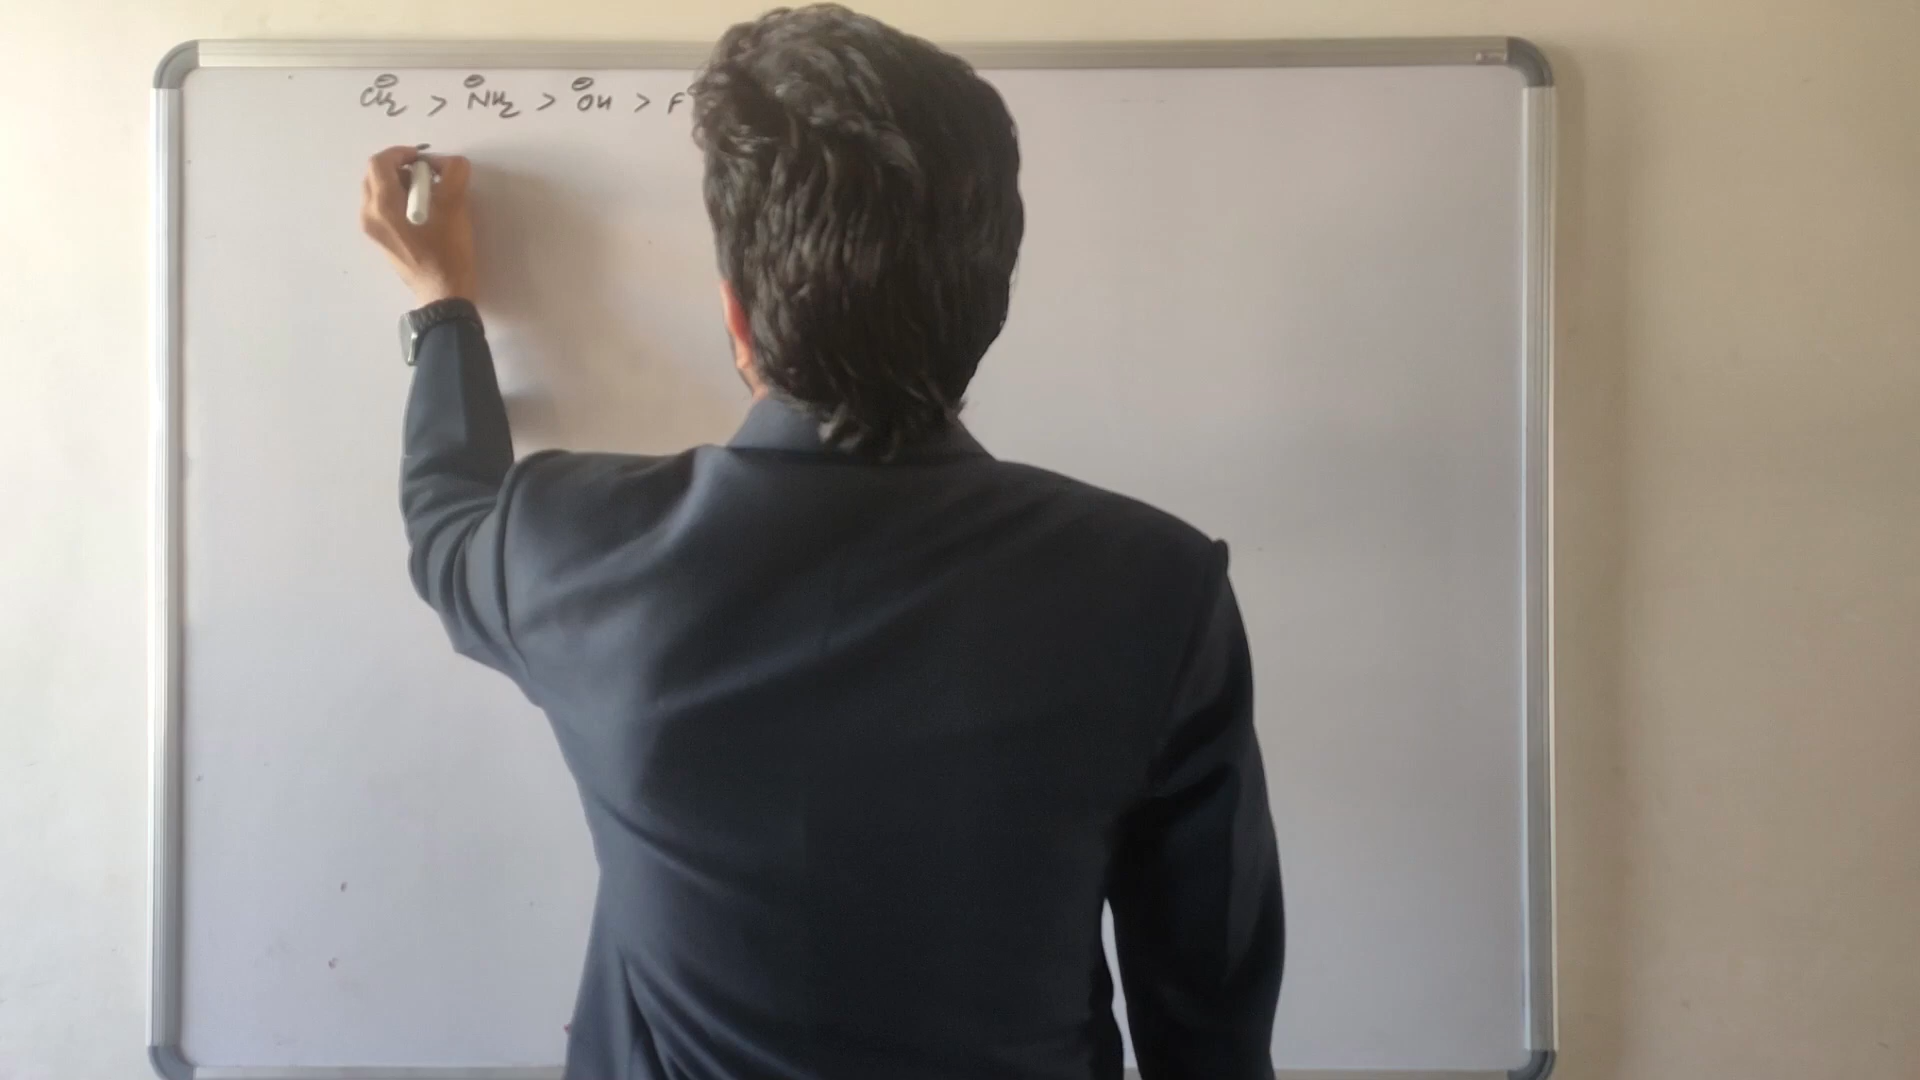 ⊖CH₂ > ⊖NH₂ > ⊖OH > F